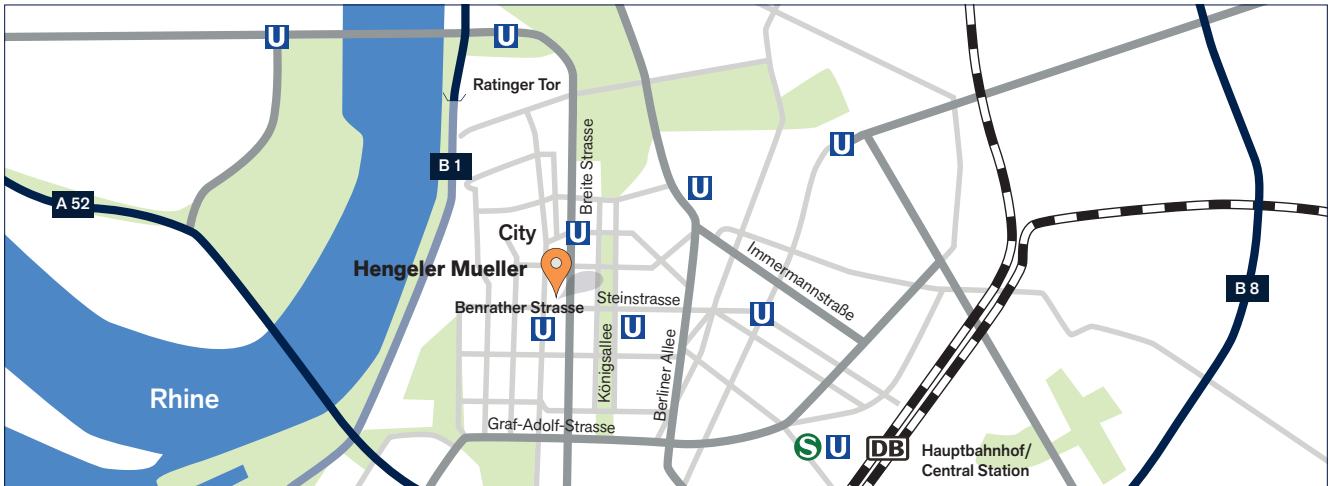 U
U
Ratinger Tor
Breite Strasse
U
B 1
U
A 52
City
U
Immermannstraße
Hengeler Mueller
Steinstrasse
B 8
Benrather Strasse
U
U
U
Königsallee
Berliner Allee
Rhine
Graf-Adolf-Strasse
S U DB Hauptbahnhof/
Central Station